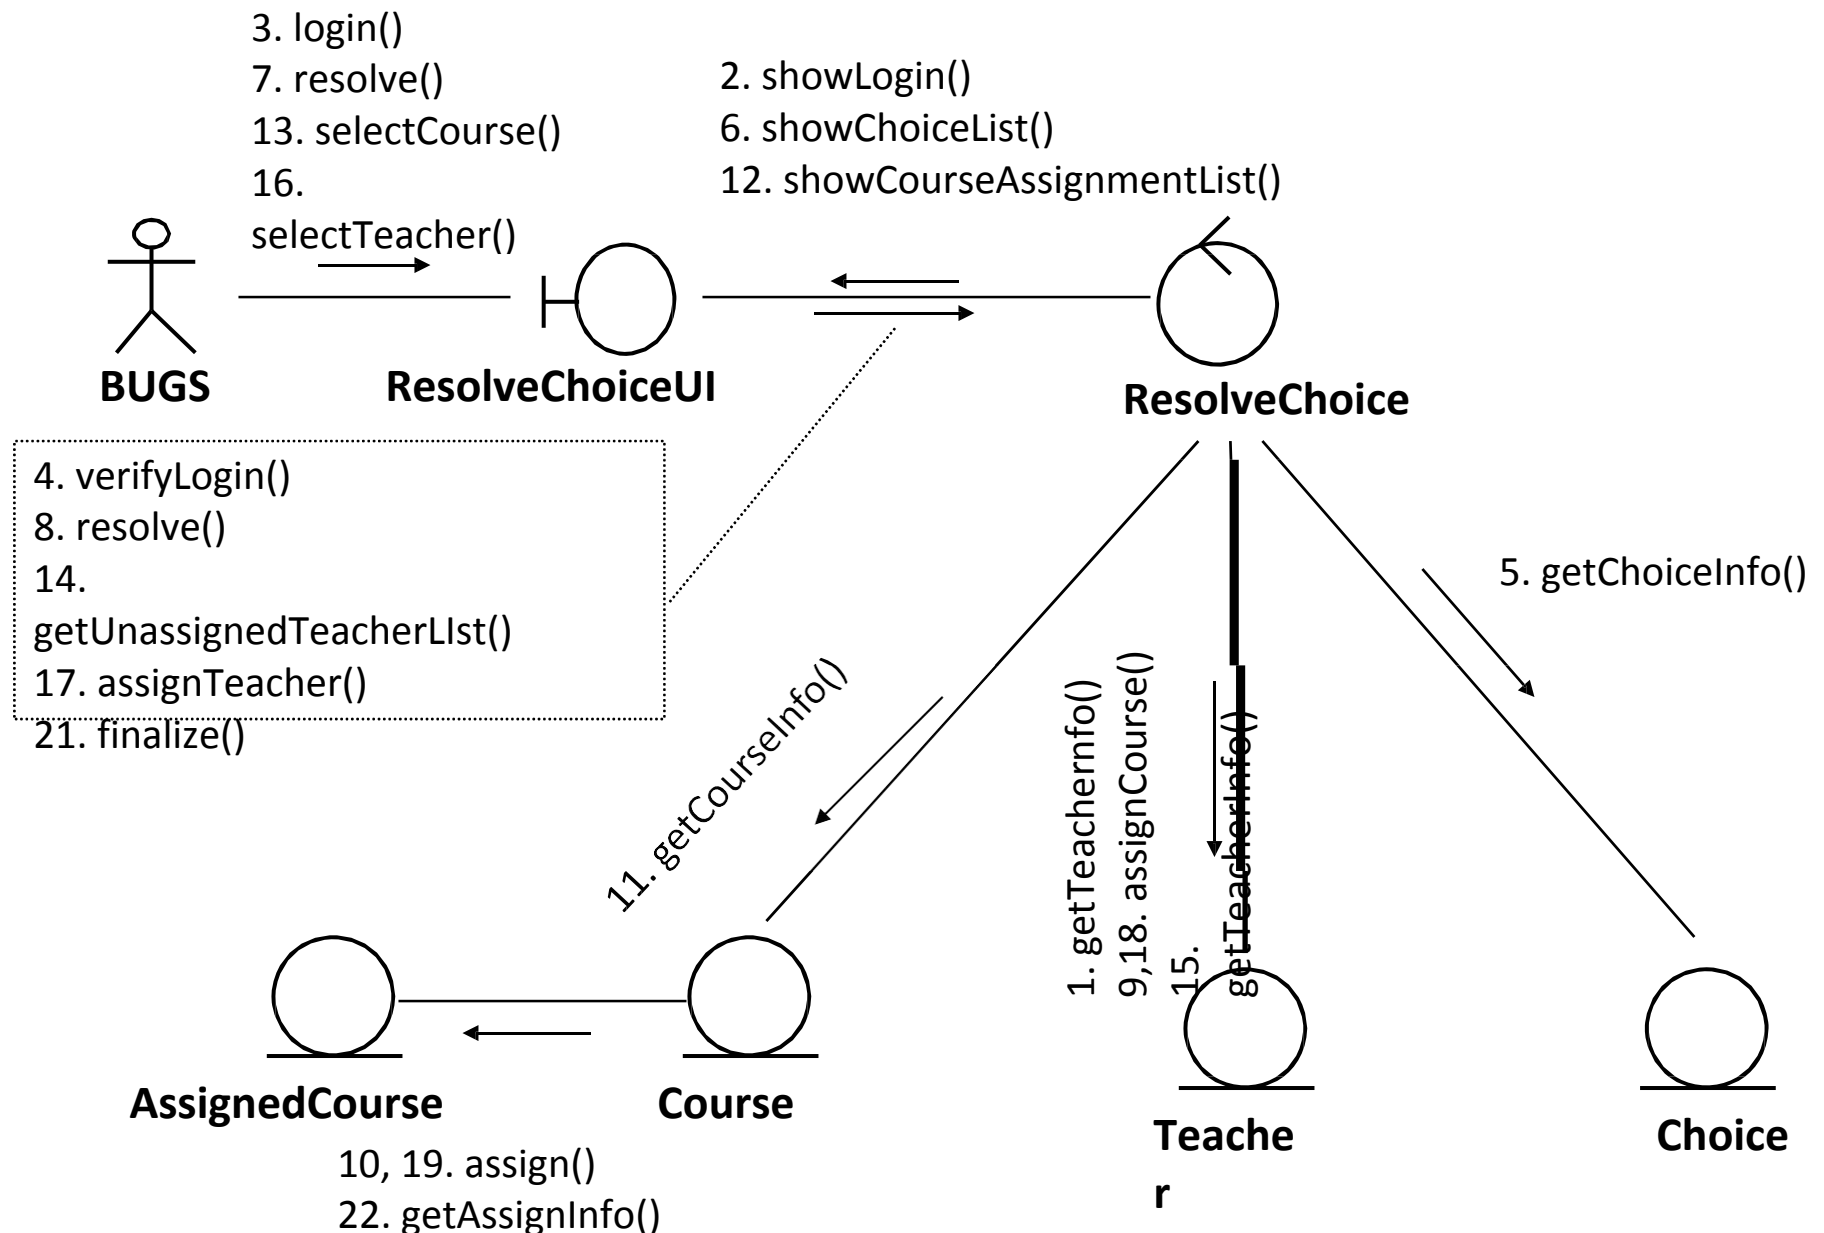 3. login()
7. resolve()
13. selectCourse()
16.
selectTeacher()
2. showLogin()
6. showChoiceList()
12. showCourseAssignmentList()
BUGS
ResolveChoiceUI
ResolveChoice
4. verifyLogin()
8. resolve()
14.
getUnassignedTeacherLIst()
17. assignTeacher()
21. finalize()
5. getChoiceInfo()
11. getCourseInfo()
1. getTeachernfo()
9,18. assignCourse()
15.
getTeacherInfo()
AssignedCourse
Course
Teache
r
Choice
10, 19. assign()
22. getAssignInfo()